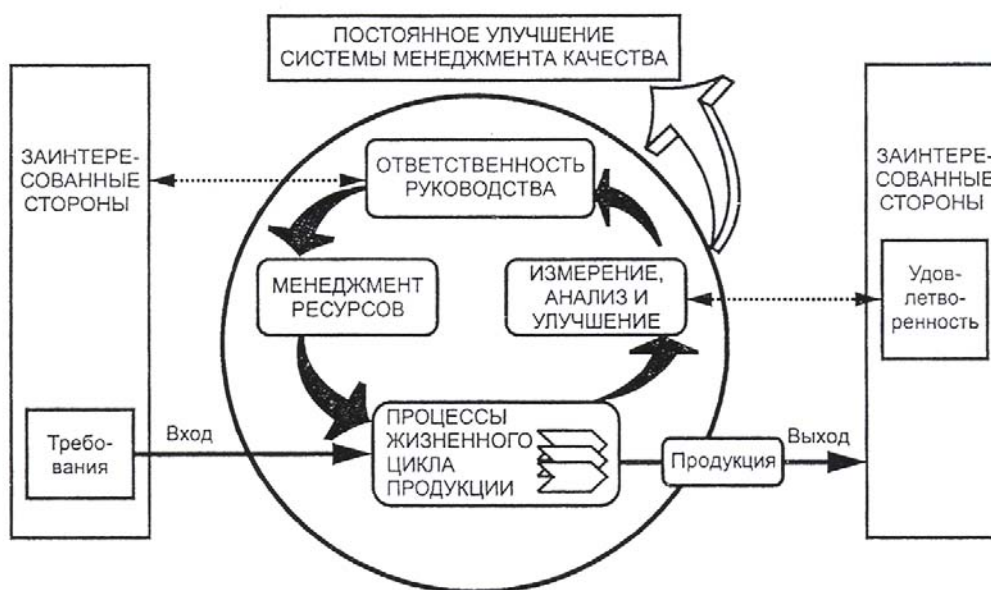 ПОСТОЯННОЕ УЛУЧШЕНИЕ
СИСТЕМЫ МЕНЕДЖМЕНТА КАЧЕСТВА
ЗАИНТЕРЕ-
СОВАННЫЕ
СТОРОНЫ
ОТВЕТСТВЕННОСТЬ
РУКОВОДСТВА
ЗАИНТЕРЕ-
СОВАННЫЕ
СТОРОНЫ
МЕНЕДЖМЕНТ
РЕСУРСОВ
ИЗМЕРЕНИЕ,
АНАЛИЗ И
УЛУЧШЕНИЕ
Удов-
летво-
ренность
Требо-
вания
Вход
ПРОЦЕССЫ
ЖИЗНЕННОГО
ЦИКЛА
ПРОДУКЦИИ
Продукция
Выход